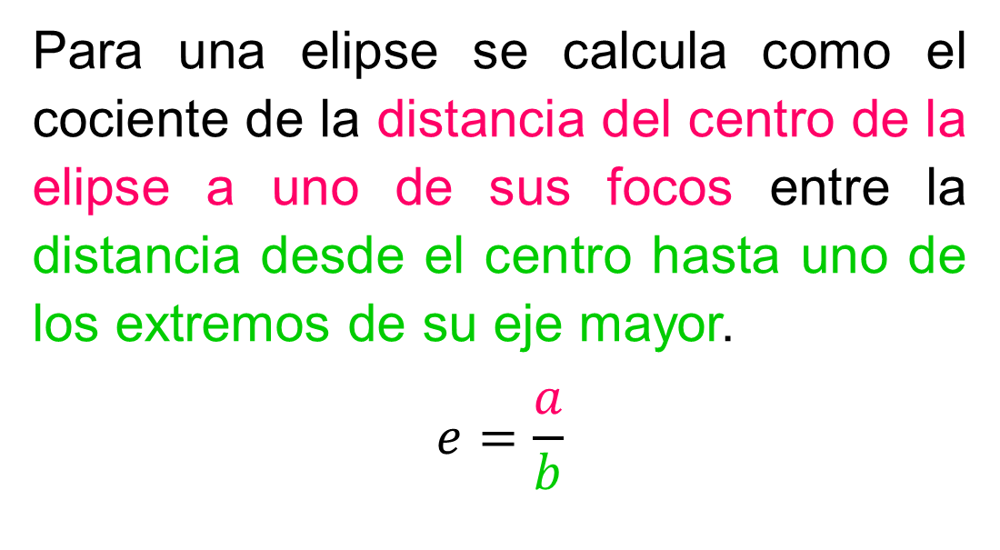 Para una elipse se calcula como el
cociente de la distancia del centro de la
elipse a uno de sus focos entre la
distancia desde el centro hasta uno de
los extremos de su eje mayor.
e = a/b